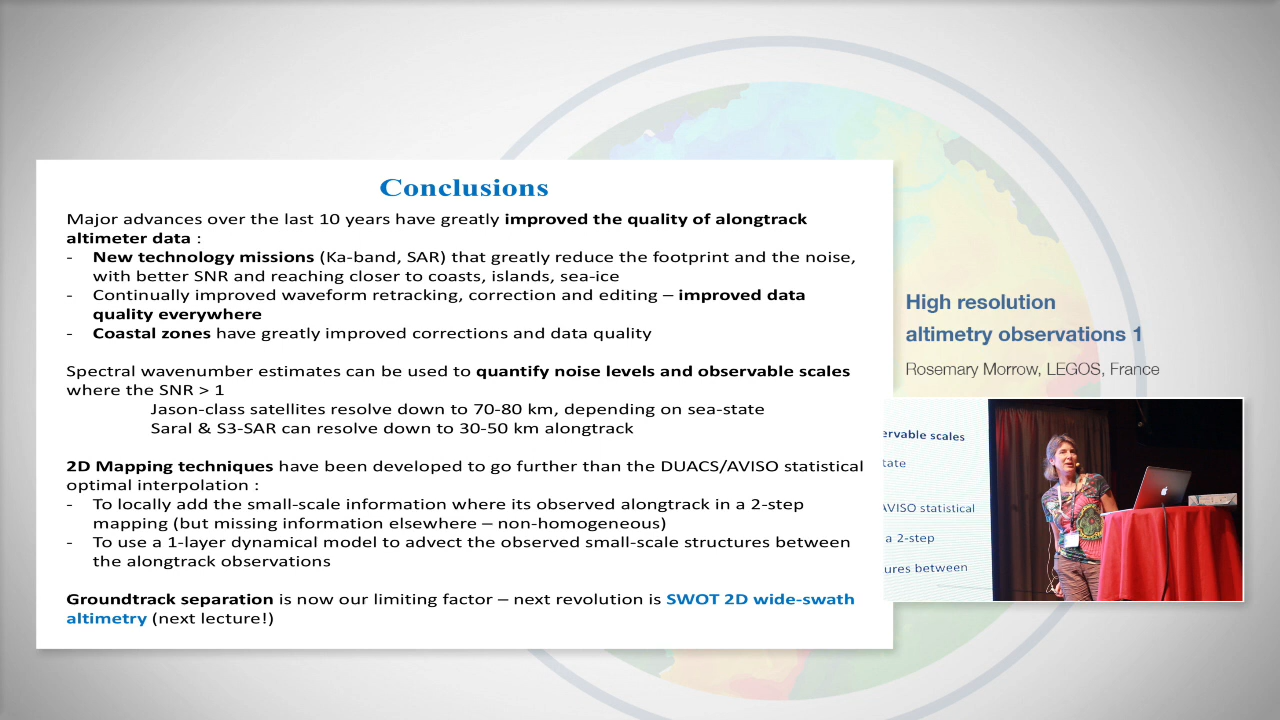 Conclusions
Major advances over the last 10 years have greatly improved the quality of alongtrack
altimeter data :
- New technology missions (Ka-band, SAR) that greatly reduce the footprint and the noise,
with better SNR and reaching closer to coasts, islands, sea-ice
- Continually improved waveform retracking, correction and editing – improved data
quality everywhere
- Coastal zones have greatly improved corrections and data quality
Spectral wavenumber estimates can be used to quantify noise levels and observable scales
where the SNR > 1
Jason-class satellites resolve down to 70-80 km, depending on sea-state
Saral & S3-SAR can resolve down to 30-50 km alongtrack
2D Mapping techniques have been developed to go further than the DUACS/AVISO statistical
optimal interpolation :
- To locally add the small-scale information where its observed alongtrack in a 2-step
mapping (but missing information elsewhere – non-homogeneous)
- To use a 1-layer dynamical model to advect the observed small-scale structures between
the alongtrack observations
Groundtrack separation is now our limiting factor – next revolution is SWOT 2D wide-swath
altimetry (next lecture!)
High resolution
altimetry observations 1
Rosemary Morrow, LEGOS, France
ervable scales
tate
AVISO statistical
a 2-step
ures between